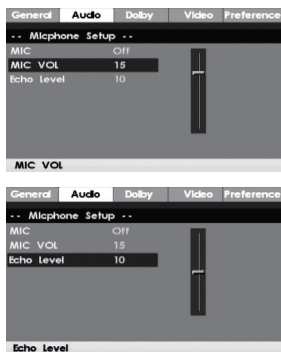 General Audio Dolby Video Preference
-- Micphone Setup --
MIC Off
MIC VOL 15
Echo Level 10
MIC VOL
General Audio Dolby Video Preference
-- Micphone Setup --
MIC Off
MIC VOL 15
Echo Level 10
Echo Level